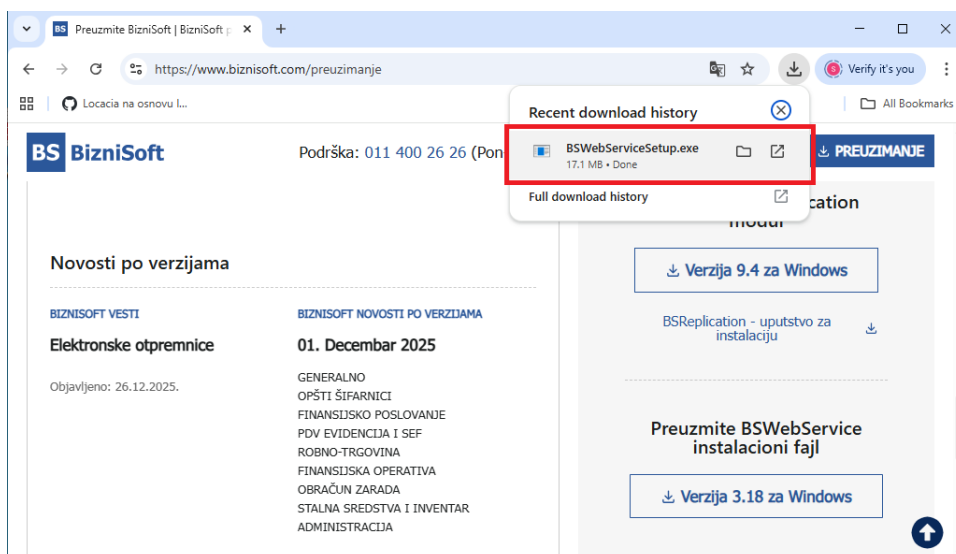 BS Preuzmite BizniSoft | BizniSoft p
https://www.biznisoft.com/preuzimanje
Verify it's you
Locacia na osnovu l...
All Bookmarks
Recent download history
BSWebServiceSetup.exe
17.1 MB • Done
Full download history
BS BizniSoft
Podrška: 011 400 26 26 (Pon
PREUZIMANJE
Novosti po verzijama
BIZNISOFT VESTI
Elektronske otpremnice
Objavljeno: 26.12.2025.
BIZNISOFT NOVOSTI PO VERZIJAMA
01. Decembar 2025
GENERALNO
OPŠTI ŠIFARNICI
FINANSIJSKO POSLOVANJE
PDV EVIDENCIJA I SEF
ROBNO-TRGOVINA
FINANSIJSKA OPERATIVA
OBRAČUN ZARADA
STALNA SREDSTVA I INVENTAR
ADMINISTRACIJA
cation
modul
Verzija 9.4 za Windows
BSReplication - uputstvo za
instalaciju
Preuzmite BSWebService
instalacioni fajl
Verzija 3.18 za Windows